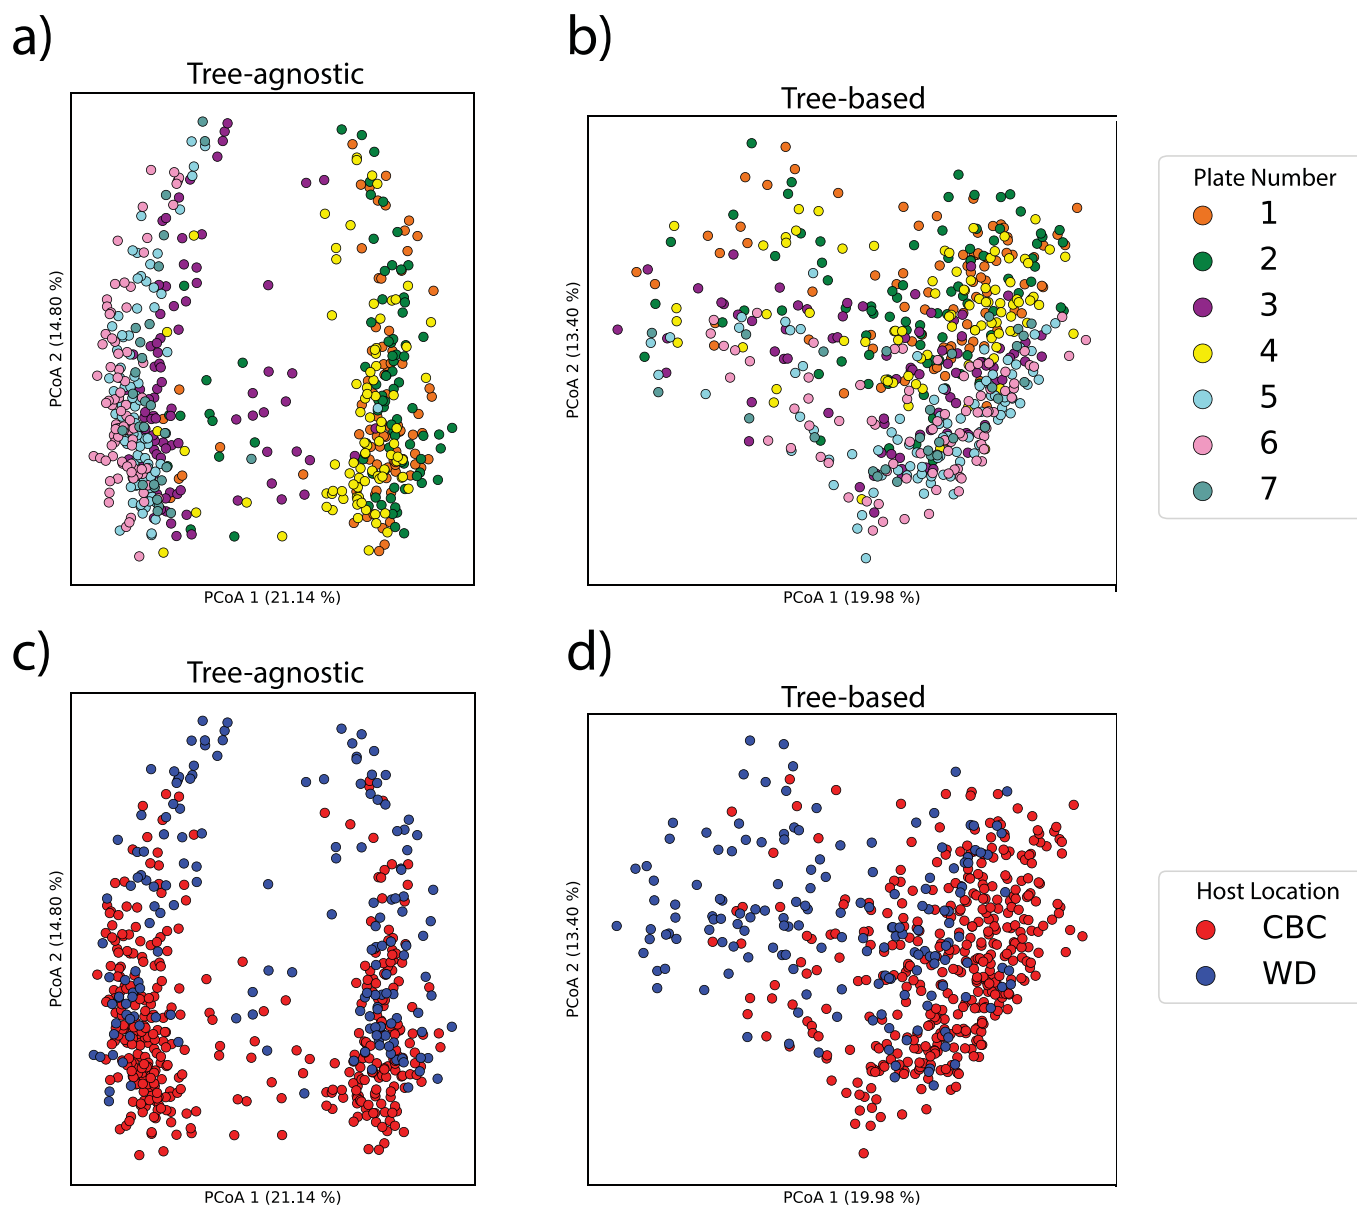 a)
b)
Tree-agnostic
Tree-based
PCoA 2 (14.80 %)
PCoA 1 (21.14 %)
PCoA 2 (13.40 %)
PCoA 1 (19.98 %)
Plate Number
1
2
3
4
5
6
7
c)
d)
Tree-agnostic
Tree-based
PCoA 2 (14.80 %)
PCoA 1 (21.14 %)
PCoA 2 (13.40 %)
PCoA 1 (19.98 %)
Host Location
CBC
WD